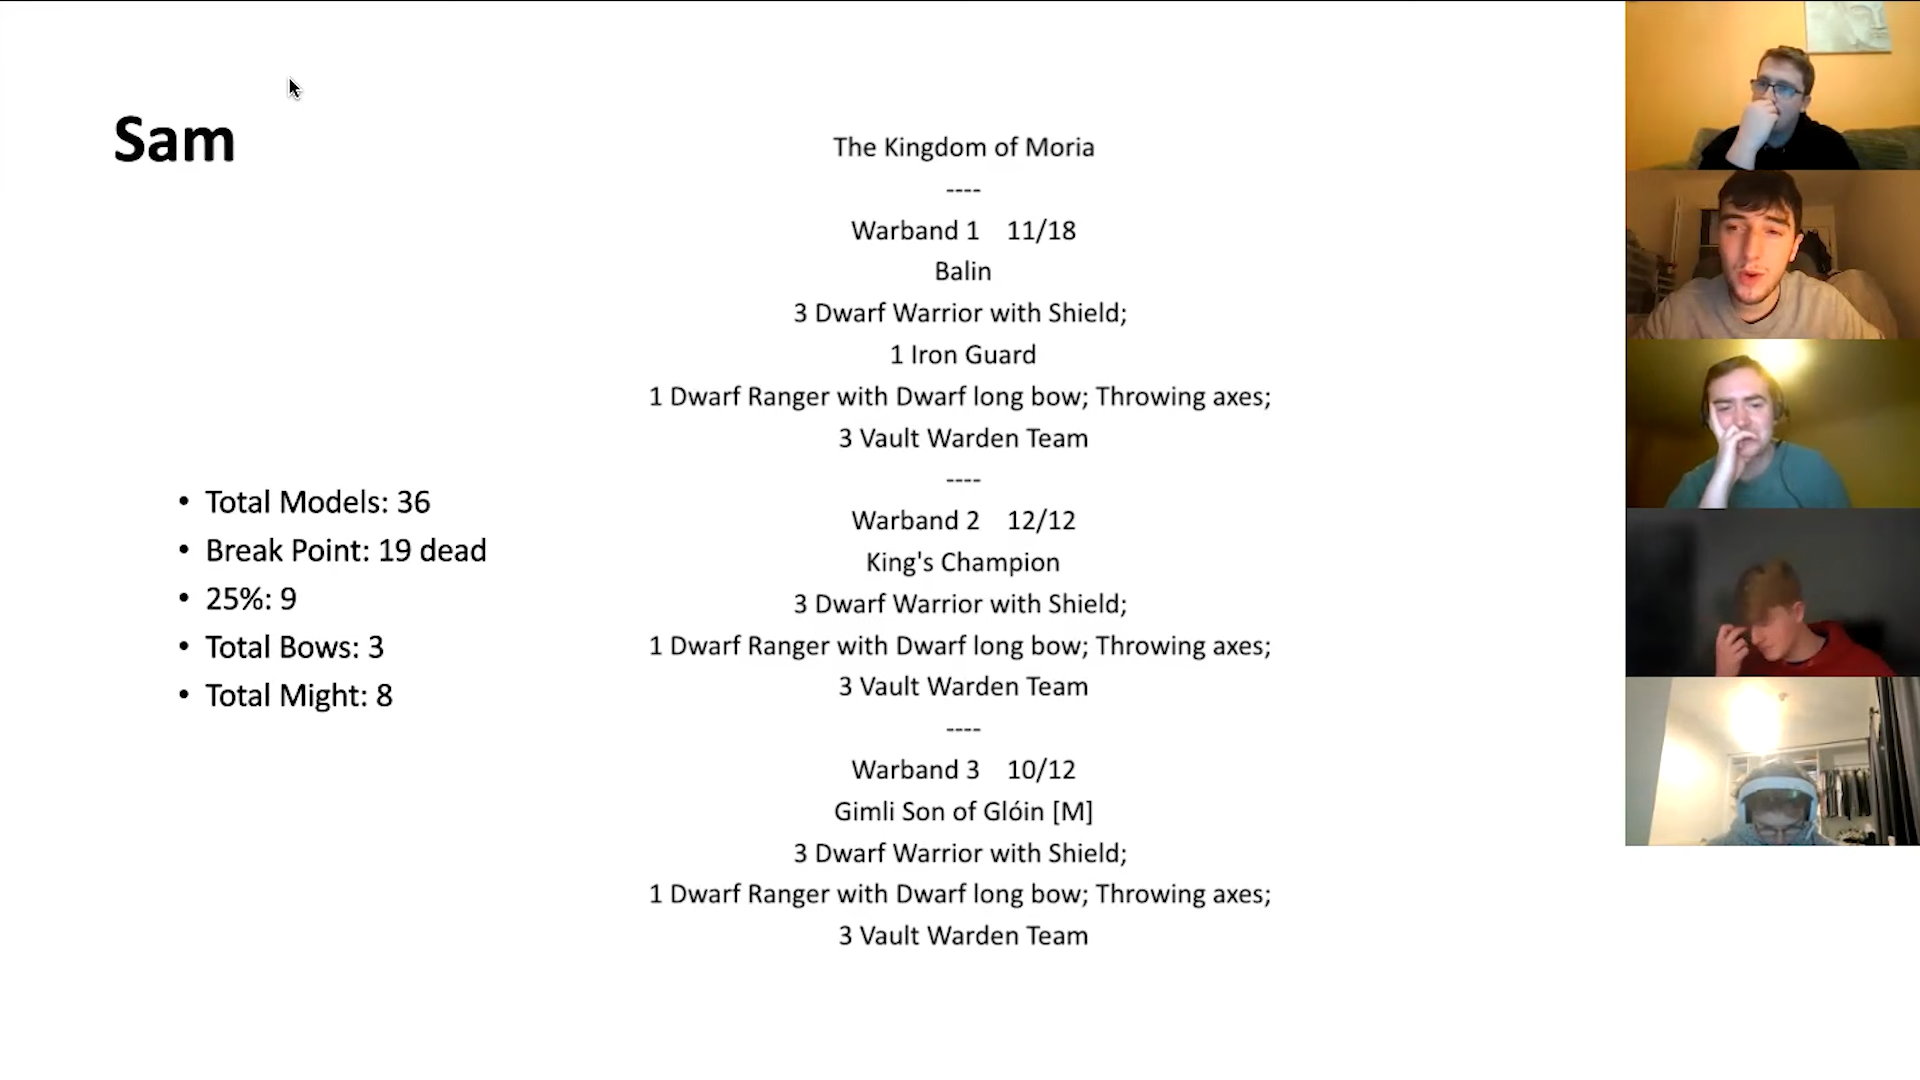 Sam
The Kingdom of Moria
----
Warband 1 11/18
Balin
3 Dwarf Warrior with Shield;
1 Iron Guard
1 Dwarf Ranger with Dwarf long bow; Throwing axes;
3 Vault Warden Team
----
Warband 2 12/12
King's Champion
3 Dwarf Warrior with Shield;
1 Dwarf Ranger with Dwarf long bow; Throwing axes;
3 Vault Warden Team
----
Warband 3 10/12
Gimli Son of Glóin [M]
3 Dwarf Warrior with Shield;
1 Dwarf Ranger with Dwarf long bow; Throwing axes;
3 Vault Warden Team
• Total Models: 36
• Break Point: 19 dead
• 25%: 9
• Total Bows: 3
• Total Might: 8